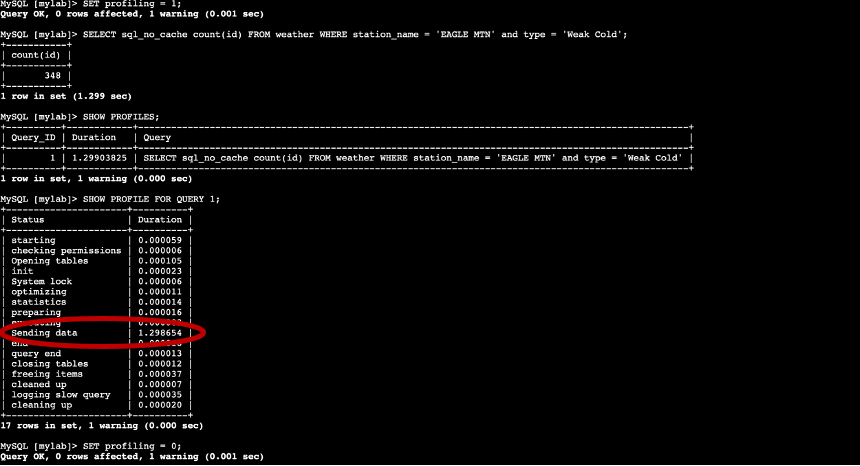 MySQL [mylab]> SET profiling = 1;
Query OK, 0 rows affected, 1 warning (0.001 sec)
MySQL [mylab]> SELECT sql_no_cache count(id) FROM weather WHERE station_name = 'EAGLE MTN' and type = 'Weak Cold';
+-----------+
| count(id) |
+-----------+
|       348 |
+-----------+
1 row in set (1.299 sec)
MySQL [mylab]> SHOW PROFILES;
+----------+------------+--------------------------------------------------------------------------------------------------+
| Query_ID | Duration   | Query                                                                                            |
+----------+------------+--------------------------------------------------------------------------------------------------+
|        1 | 1.29903825 | SELECT sql_no_cache count(id) FROM weather WHERE station_name = 'EAGLE MTN' and type = 'Weak Cold' |
+----------+------------+--------------------------------------------------------------------------------------------------+
1 row in set, 1 warning (0.000 sec)
MySQL [mylab]> SHOW PROFILE FOR QUERY 1;
+----------------------+----------+
| Status               | Duration |
+----------------------+----------+
| starting             | 0.000059 |
| checking permissions | 0.000006 |
| Opening tables       | 0.000105 |
| init                 | 0.000023 |
| System lock          | 0.000006 |
| optimizing           | 0.000011 |
| statistics           | 0.000014 |
| preparing            | 0.000016 |
| Sending data         | 1.298654 |
| end
| query end            | 0.000013 |
| closing tables       | 0.000012 |
| freeing items        | 0.000037 |
| cleaned up           | 0.000007 |
| logging slow query   | 0.000035 |
| cleaning up          | 0.000020 |
+----------------------+----------+
17 rows in set, 1 warning (0.000 sec)
MySQL [mylab]> SET profiling = 0;
Query OK, 0 rows affected, 1 warning (0.001 sec)